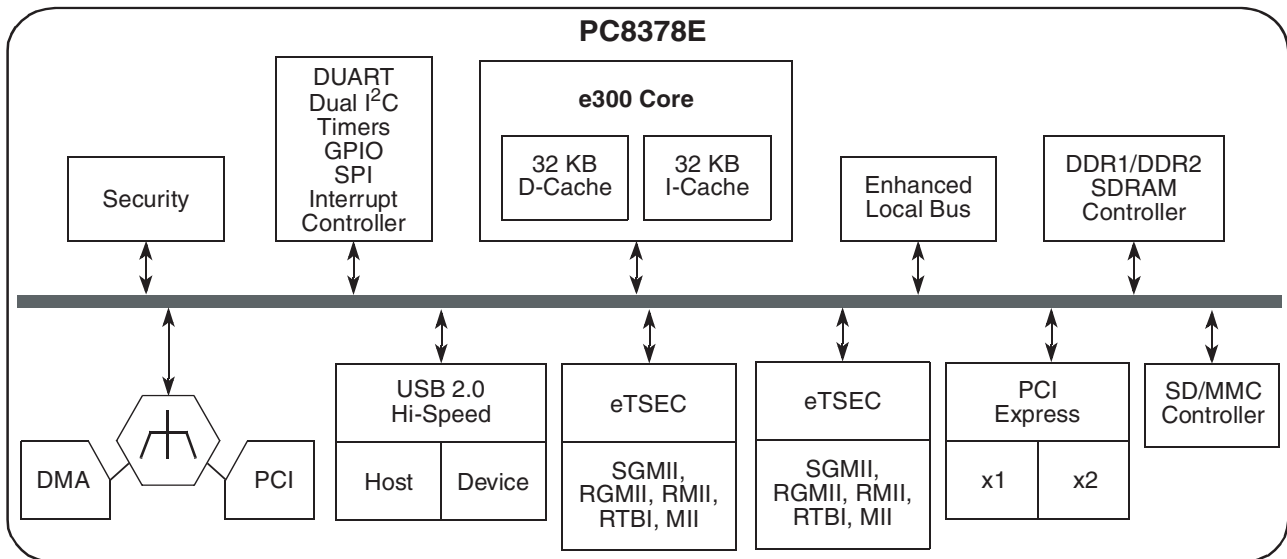 PC8378E
Security
DUART
Dual I²C
Timers
GPIO
SPI
Interrupt
Controller
e300 Core
32 KB
D-Cache
32 KB
I-Cache
Enhanced
Local Bus
DDR1/DDR2
SDRAM
Controller
DMA
PCI
USB 2.0
Hi-Speed
Host
Device
eTSEC
SGMII,
RGMII, RMII,
RTBI, MII
eTSEC
SGMII,
RGMII, RMII,
RTBI, MII
PCI
Express
x1
x2
SD/MMC
Controller